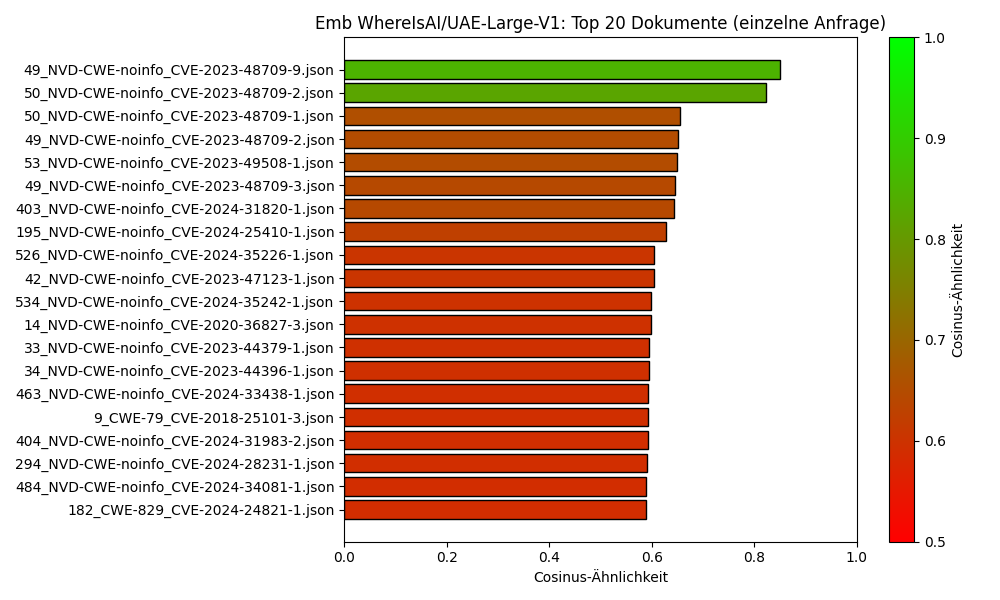 Emb WhereIsAI/UAE-Large-V1: Top 20 Dokumente (einzelne Anfrage)
49_NVD-CWE-noinfo_CVE-2023-48709-9.json
50_NVD-CWE-noinfo_CVE-2023-48709-2.json
50_NVD-CWE-noinfo_CVE-2023-48709-1.json
49_NVD-CWE-noinfo_CVE-2023-48709-2.json
53_NVD-CWE-noinfo_CVE-2023-49508-1.json
49_NVD-CWE-noinfo_CVE-2023-48709-3.json
403_NVD-CWE-noinfo_CVE-2024-31820-1.json
195_NVD-CWE-noinfo_CVE-2024-25410-1.json
526_NVD-CWE-noinfo_CVE-2024-35226-1.json
42_NVD-CWE-noinfo_CVE-2023-47123-1.json
534_NVD-CWE-noinfo_CVE-2024-35242-1.json
14_NVD-CWE-noinfo_CVE-2020-36827-3.json
33_NVD-CWE-noinfo_CVE-2023-44379-1.json
34_NVD-CWE-noinfo_CVE-2023-44396-1.json
463_NVD-CWE-noinfo_CVE-2024-33438-1.json
9_CWE-79_CVE-2018-25101-3.json
404_NVD-CWE-noinfo_CVE-2024-31983-2.json
294_NVD-CWE-noinfo_CVE-2024-28231-1.json
484_NVD-CWE-noinfo_CVE-2024-34081-1.json
182_CWE-829_CVE-2024-24821-1.json
0.0 0.2 0.4 0.6 0.8 1.0
Cosinus-Ähnlichkeit
1.0
0.9
0.8
0.7
0.6
0.5
Cosinus-Ähnlichkeit